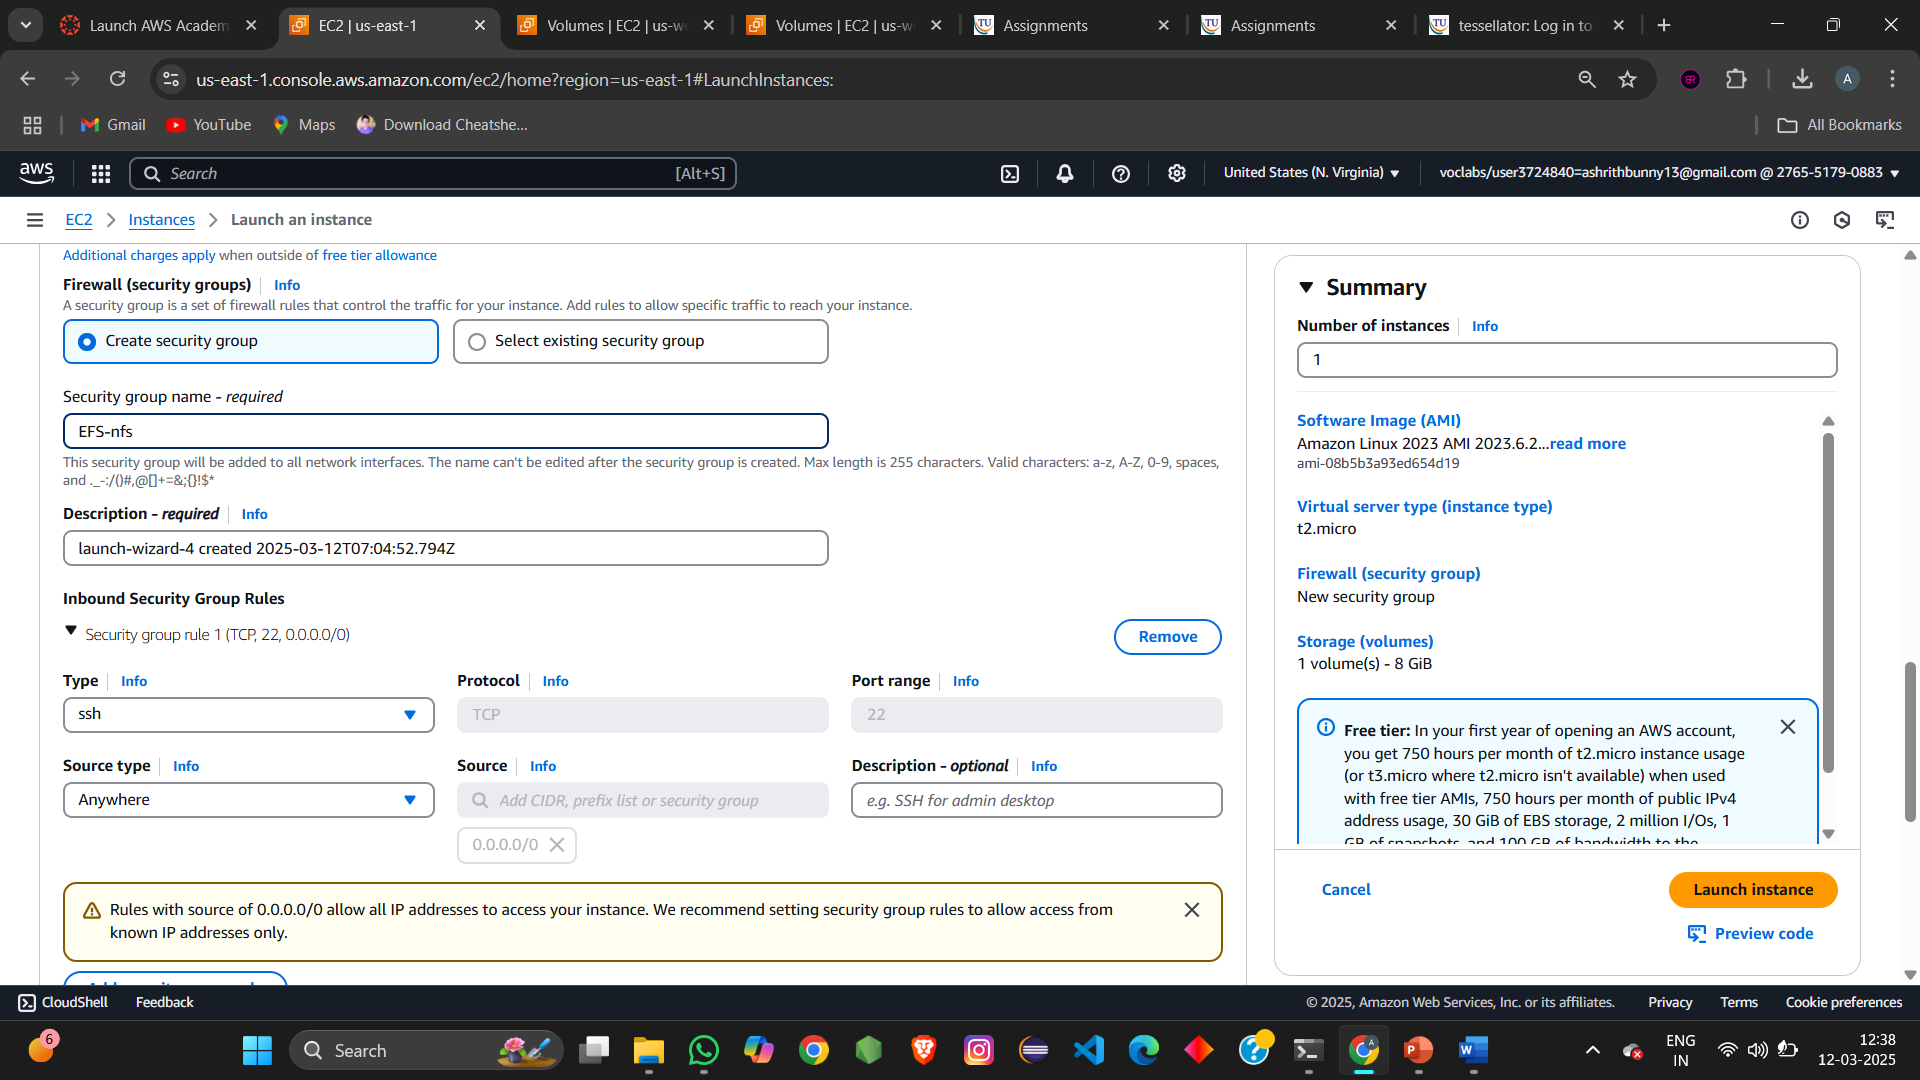 Launch AWS Academ
EC2 | us-east-1
Volumes | EC2 | us-we
Volumes | EC2 | us-we
Assignments
Assignments
tessellator: Log in to
us-east-1.console.aws.amazon.com/ec2/home?region=us-east-1#LaunchInstances:
A
Gmail
YouTube
Maps
Download Cheatshe...
All Bookmarks
aws
Search
[Alt+S]
United States (N. Virginia)
voclabs/user3724840=ashrithbunny13@gmail.com @ 2765-5179-0883
EC2
Instances
Launch an instance
Additional charges apply when outside of free tier allowance
Firewall (security groups)
Info
A security group is a set of firewall rules that control the traffic for your instance. Add rules to allow specific traffic to reach your instance.
Create security group
Select existing security group
Security group name - required
EFS-nfs
This security group will be added to all network interfaces. The name can't be edited after the security group is created. Max length is 255 characters. Valid characters: a-z, A-Z, 0-9, spaces,
and ._-:/()#,@[]+=&;{}!$*
Description - required
Info
launch-wizard-4 created 2025-03-12T07:04:52.794Z
Inbound Security Group Rules
Security group rule 1 (TCP, 22, 0.0.0.0/0)
Remove
Type
Info
Protocol
Info
Port range
Info
ssh
TCP
22
Source type
Info
Source
Info
Description - optional
Info
Anywhere
Add CIDR, prefix list or security group
e.g. SSH for admin desktop
0.0.0.0/0
Rules with source of 0.0.0.0/0 allow all IP addresses to access your instance. We recommend setting security group rules to allow access from
known IP addresses only.
Summary
Number of instances
Info
1
Software Image (AMI)
Amazon Linux 2023 AMI 2023.6.2...read more
ami-08b5b3a93ed654d19
Virtual server type (instance type)
t2.micro
Firewall (security group)
New security group
Storage (volumes)
1 volume(s) - 8 GiB
Free tier: In your first year of opening an AWS account,
you get 750 hours per month of t2.micro instance usage
(or t3.micro where t2.micro isn't available) when used
with free tier AMIs, 750 hours per month of public IPv4
address usage, 30 GiB of EBS storage, 2 million I/Os, 1
GB of snapshots, and 100 GB of bandwidth to the
Cancel
Launch instance
Preview code
CloudShell
Feedback
© 2025, Amazon Web Services, Inc. or its affiliates.
Privacy
Terms
Cookie preferences
6
Search
ENG
IN
12:38
12-03-2025